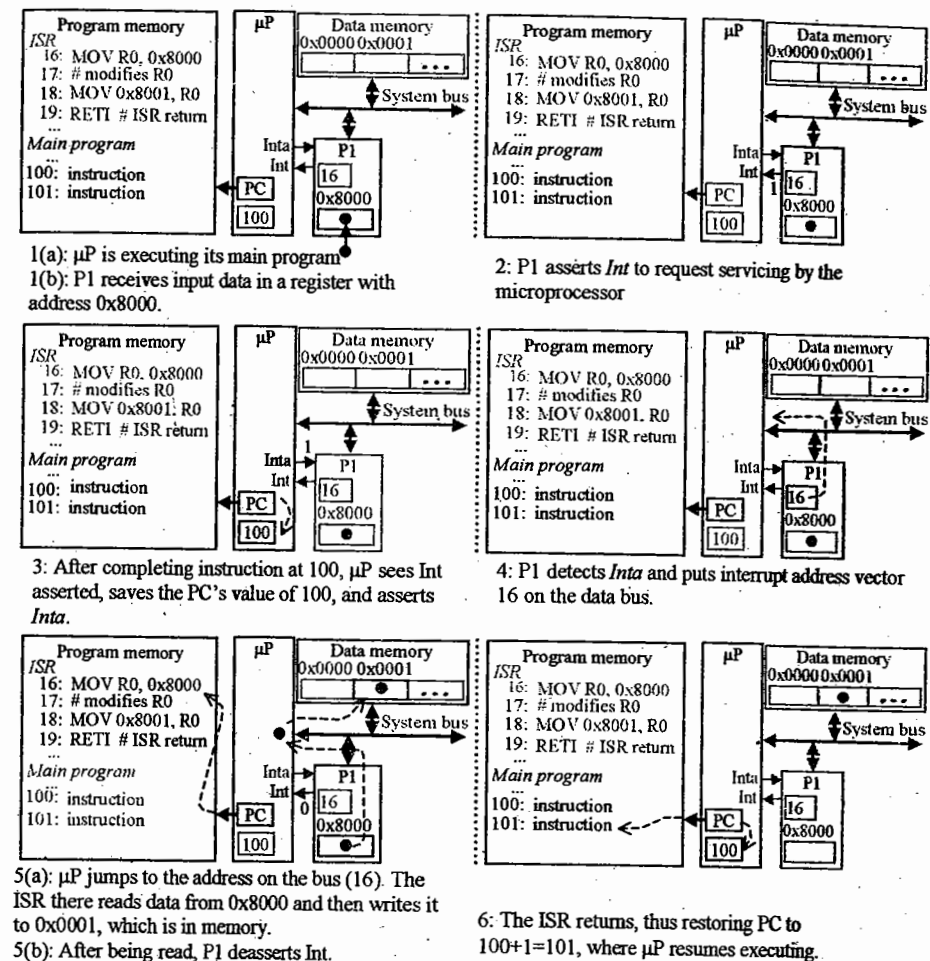 Program memory
ISR
16: MOV R0, 0x8000
17: # modifies R0
18: MOV 0x8001, R0
19: RETI # ISR return
...
Main program
...
100: instruction
101: instruction
μP
PC
100
Data memory
0x0000 0x0001
...
System bus
Inta
Int
P1
16
0x8000
1(a): μP is executing its main program
1(b): P1 receives input data in a register with
address 0x8000.
Program memory
ISR
16: MOV R0, 0x8000
17: # modifies R0
18: MOV 0x8001, R0
19: RETI # ISR return
...
Main program
...
100: instruction
101: instruction
μP
PC
100
Data memory
0x0000 0x0001
...
System bus
Inta
Int
1
P1
16
0x8000
2: P1 asserts Int to request servicing by the
microprocessor
Program memory
ISR
16: MOV R0. 0x8000
17: # modifies R0
18: MOV 0x8001, R0
19: RETI # ISR return
...
Main program
...
100: instruction
101: instruction
μP
PC
100
Data memory
0x0000 0x0001
...
System bus
1
Inta
Int
P1
16
0x8000
3: After completing instruction at 100, μP sees Int
asserted, saves the PC's value of 100, and asserts
Inta.
Program memory
ISR
16: MOV R0, 0x8000
17: # modifies R0
18: MOV 0x8001. R0
19: RETI # ISR return
...
Main program
...
100: instruction
101: instruction
μP
PC
100
Data memory
0x0000 0x0001
...
System bus
Inta
Int
P1
16
0x8000
4: P1 detects Inta and puts interrupt address vector
16 on the data bus.
Program memory
ISR
16: MOV R0, 0x8000
17: # modifies R0
18: MOV 0x8001, R0
19: RETI # ISR return
...
Main program
...
100: instruction
101: instruction
μP
PC
100
Data memory
0x0000 0x0001
...
System bus
Inta
Int
0
P1
16
0x8000
5(a): μP jumps to the address on the bus (16). The
ISR there reads data from 0x8000 and then writes it
to 0x0001, which is in memory.
5(b): After being read, P1 deasserts Int.
Program memory
ISR
16: MOV R0, 0x8000
17: # modifies R0
18: MOV 0x8001, R0
19: RETI # ISR return
...
Main program
...
100: instruction
101: instruction
μP
PC
100
Data memory
0x0000 0x0001
...
System bus
Inta
Int
P1
16
0x8000
6: The ISR returns, thus restoring PC to
100+1=101, where μP resumes executing.